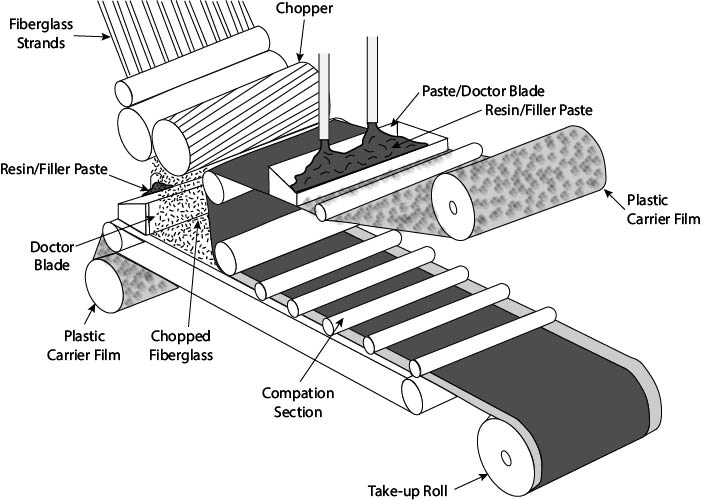 Fiberglass
Strands
Chopper
Paste/Doctor Blade
Resin/Filler Paste
Resin/Filler Paste
Plastic
Carrier Film
Doctor
Blade
Plastic
Carrier Film
Chopped
Fiberglass
Compation
Section
Take-up Roll